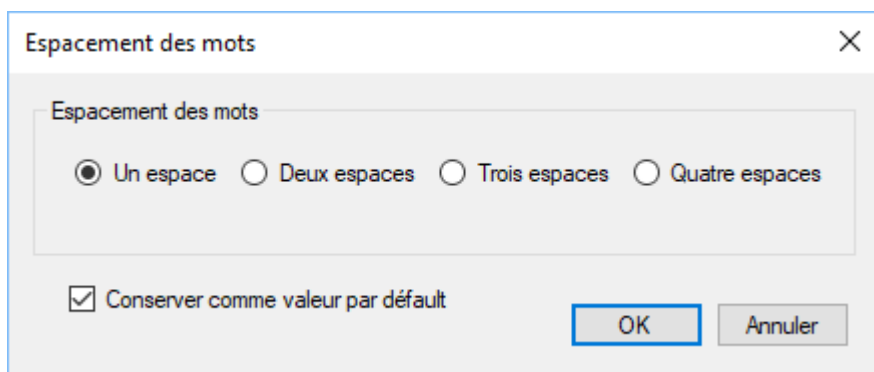 Espacement des mots
Espacement des mots
Un espace Deux espaces Trois espaces Quatre espaces
Conserver comme valeur par défault
OK Annuler